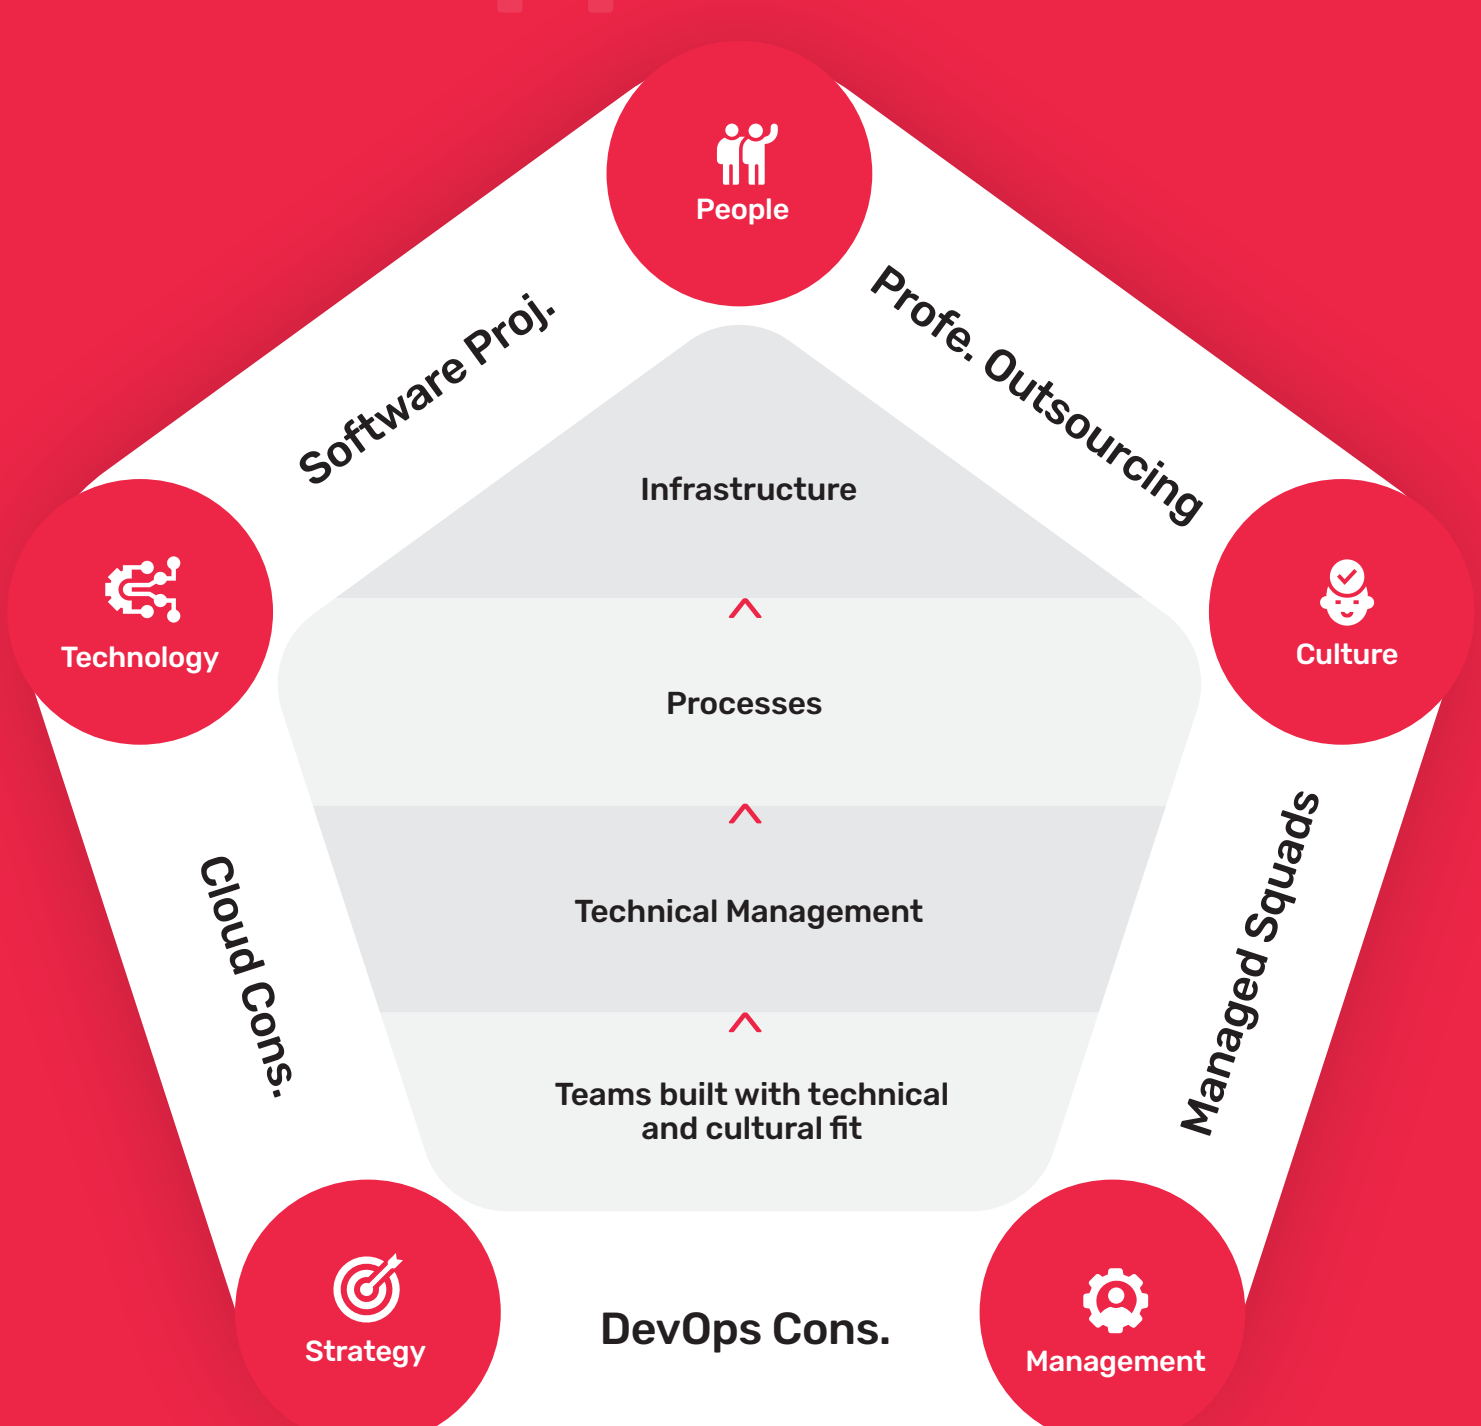 People
Software Proj.
Profe. Outsourcing
Infrastructure
Technology
Culture
Processes
Cloud Cons.
Managed Squads
Technical Management
Teams built with technical
and cultural fit
Strategy
DevOps Cons.
Management